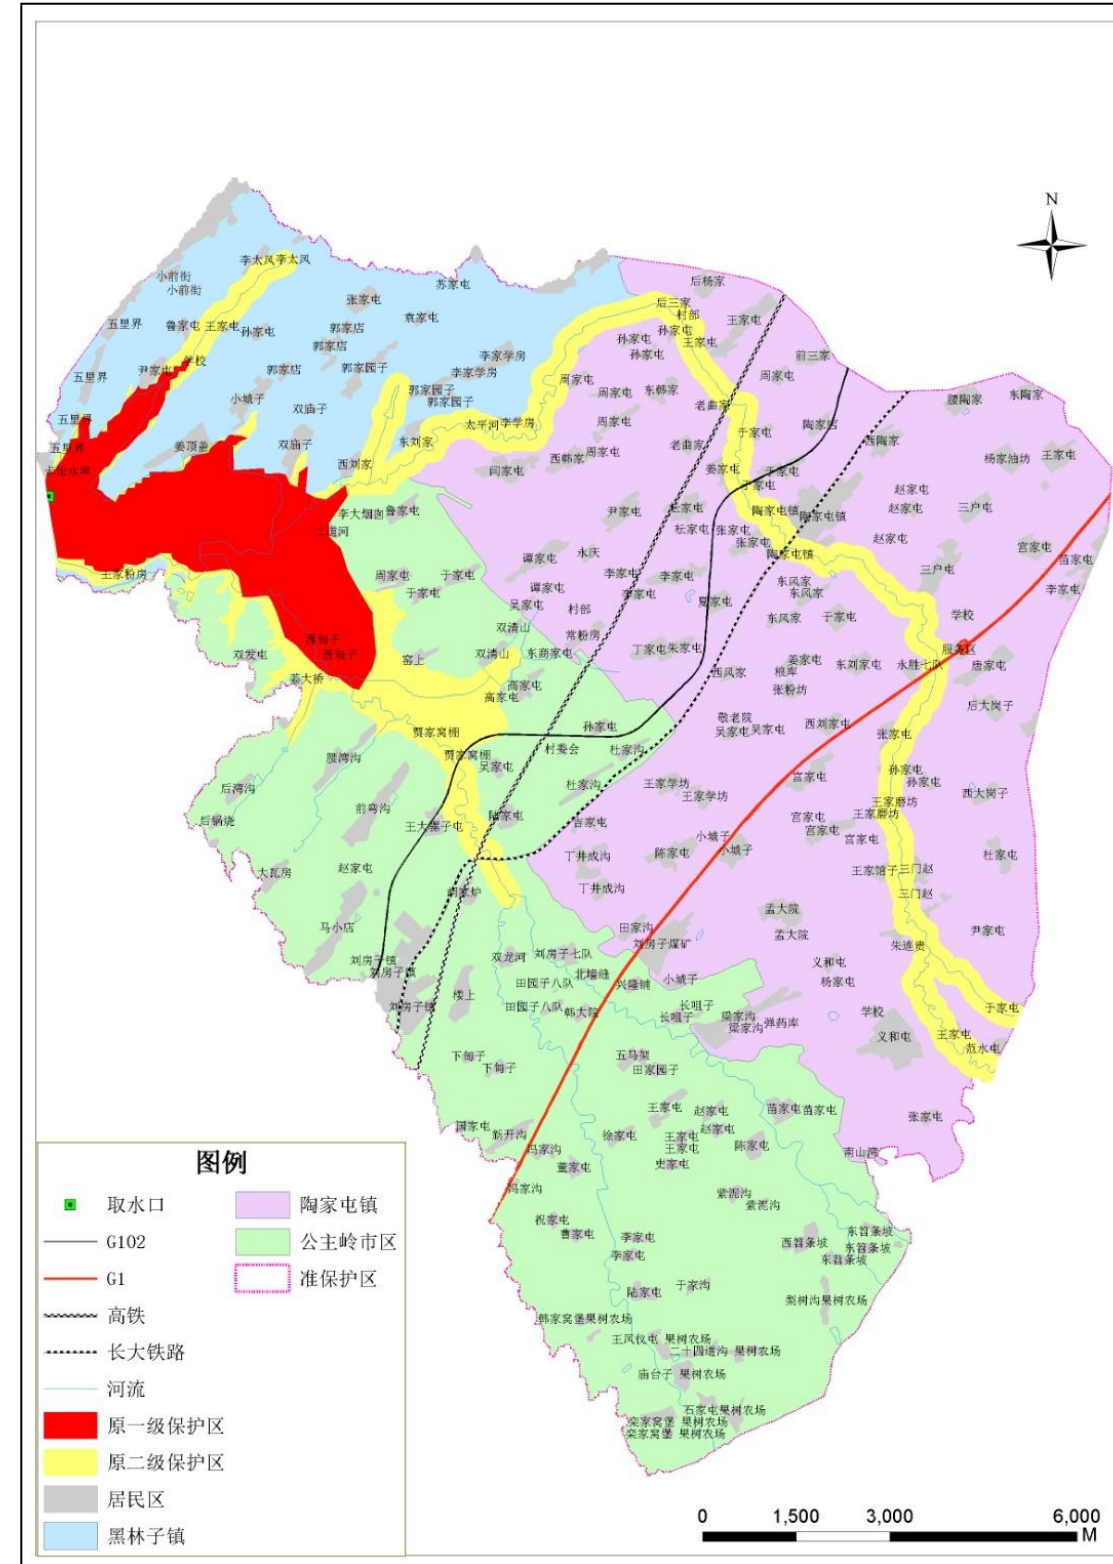 N
李太凤李太凤
小前街
小前街
苏家屯
张家屯
后杨家
后三家
村部
五里界
鲁家屯
王家屯
孙家屯
郭家店
郭家店
袁家屯
孙家屯
王家屯
王家屯
孙家屯
孙家屯
前三家
学校
李家学房
李家学房
尹家屯
郭家店
郭家园子
周家屯
周家屯
五里界
郭家园子
郭家园子
周家屯
东韩家
腰陶家
东陶家
小城子
双庙子
老曲家
五里界
太平河
李学房
周家屯
于家屯
陶家店
姜项盖
双庙子
东刘家
老曲家
西陶家
五里界
西韩家
周家屯
杨家油坊
王家屯
卡伦水库
西刘家
闫家屯
姜家屯
于家屯
于家屯
赵家屯
赵家屯
三户屯
李大烟囱
鲁家屯
尹家屯
陶家屯镇
陶家屯镇
二道河
杜家屯
张家屯
张家屯
赵家屯
宫家屯
苗家屯
谭家屯
永庆
陶家屯镇
王家粉房
周家屯
于家屯
李家屯
李家屯
三户屯
于家屯
谭家屯
李家屯
夏家屯
东风家
东风家
李家屯
吴家屯
村部
东风家
于家屯
学校
西甸子
双清山
常粉房
西甸子
双清山
东商家屯
丁家屯
朱家屯
服务区
双发屯
窑上
姜家屯
粮库
东刘家屯
永胜七队
唐家屯
姜大桥
高家屯
高家屯
西凤家
张粉坊
后大岗子
贾家窝棚
孙家屯
敬老院
吴家屯
吴家屯
西刘家屯
张家屯
贾家窝棚
村委会
杜家沟
腰湾沟
吴家屯
后湾沟
杜家沟
王家学坊
王家学坊
宫家屯
孙家屯
孙家屯
西大岗子
前弯沟
陆家屯
王家磨坊
王家磨坊
后锅烧
吉家屯
小城子
小城子
宫家屯
宫家屯
宫家屯
丁井成沟
陈家屯
杜家屯
赵家屯
王家馆子
三门赵
三门赵
大瓦房
丁井成沟
马小店
田家沟
孟大院
孟大院
朱连贵
尹家屯
刘房子煤矿
刘房子镇
双龙河
刘房子七队
北墙缝
义和屯
杨家屯
田园子八队
兴隆铺
小城子
刘房子镇
楼上
田园子八队
韩大院
长咀子
长咀子
梁家沟
梁家沟
弹药库
学校
于家屯
义和屯
王家屯
范水屯
下甸子
下甸子
五马架
田家园子
王家屯
赵家屯
赵家屯
苗家屯
苗家屯
张家屯
国家屯
新开沟
徐家屯
王家屯
王家屯
陈家屯
冯家沟
南山湾
董家屯
史家屯
冯家沟
紫泥沟
紫泥沟
祝家屯
曹家屯
李家屯
李家屯
西笤条坡
东笤条坡
东笤条坡
东笤条坡
陆家屯
于家沟
梨树沟果树农场
韩家窝堡果树农场
王凤仪屯 果树农场
二十四道沟 果树农场
庙台子 果树农场
石家屯果树农场
栾家窝堡 果树农场
栾家窝堡 果树农场
图例
取水口
G102
G1
高铁
长大铁路
河流
原一级保护区
原二级保护区
居民区
黑林子镇
陶家屯镇
公主岭市区
准保护区
0 1,500 3,000 6,000
M